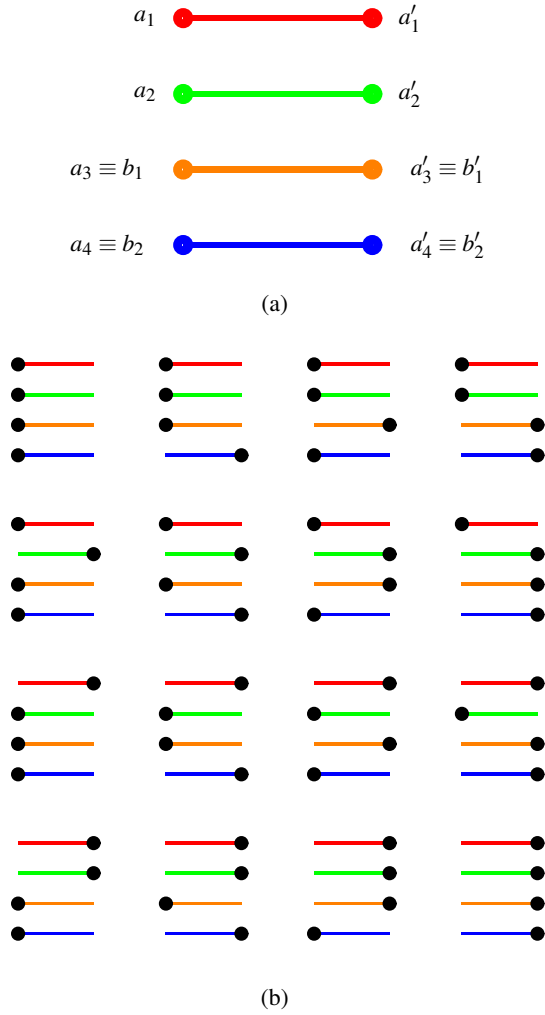 a₁ a′₁
a₂ a′₂
a₃ ≡ b₁ a′₃ ≡ b′₁
a₄ ≡ b₂ a′₄ ≡ b′₂
(a)
(b)